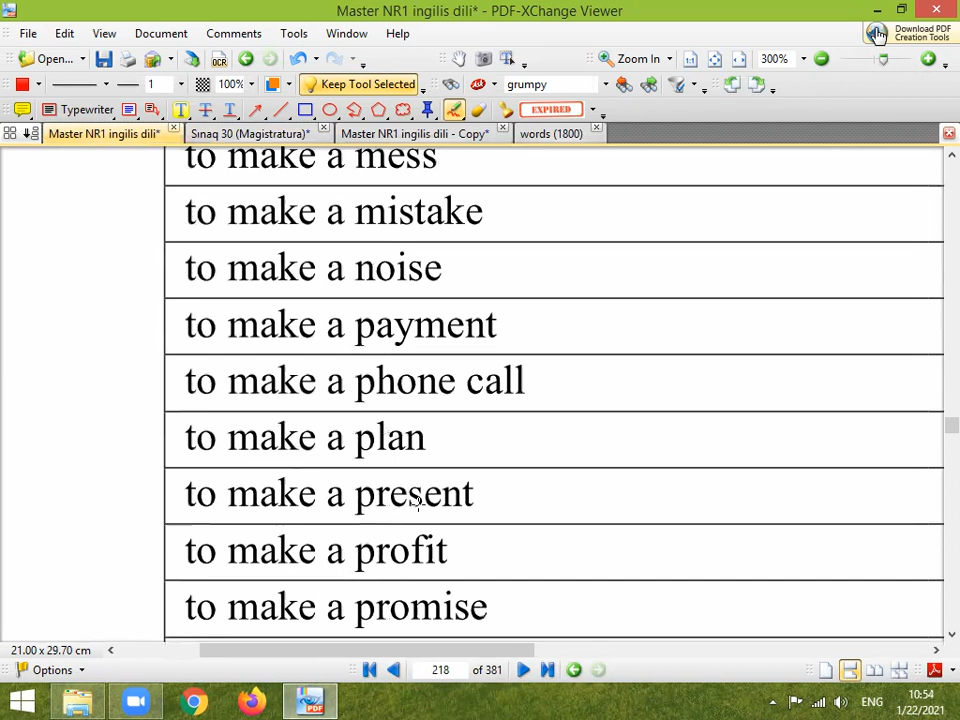 Master NR1 ingilis dili* - PDF-XChange Viewer
File Edit View Document Comments Tools Window Help
Download PDF
Creation Tools
Open... OCR Zoom In 300%
1 100% Keep Tool Selected grumpy
Typewriter T T T EXPIRED
Master NR1 ingilis dili* Sınaq 30 (Magistratura)* Master NR1 ingilis dili - Copy* words (1800)
to make a mess
to make a mistake
to make a noise
to make a payment
to make a phone call
to make a plan
to make a present
to make a profit
to make a promise
21.00 x 29.70 cm
Options 218 of 381
PDF ENG
10:54
1/22/2021